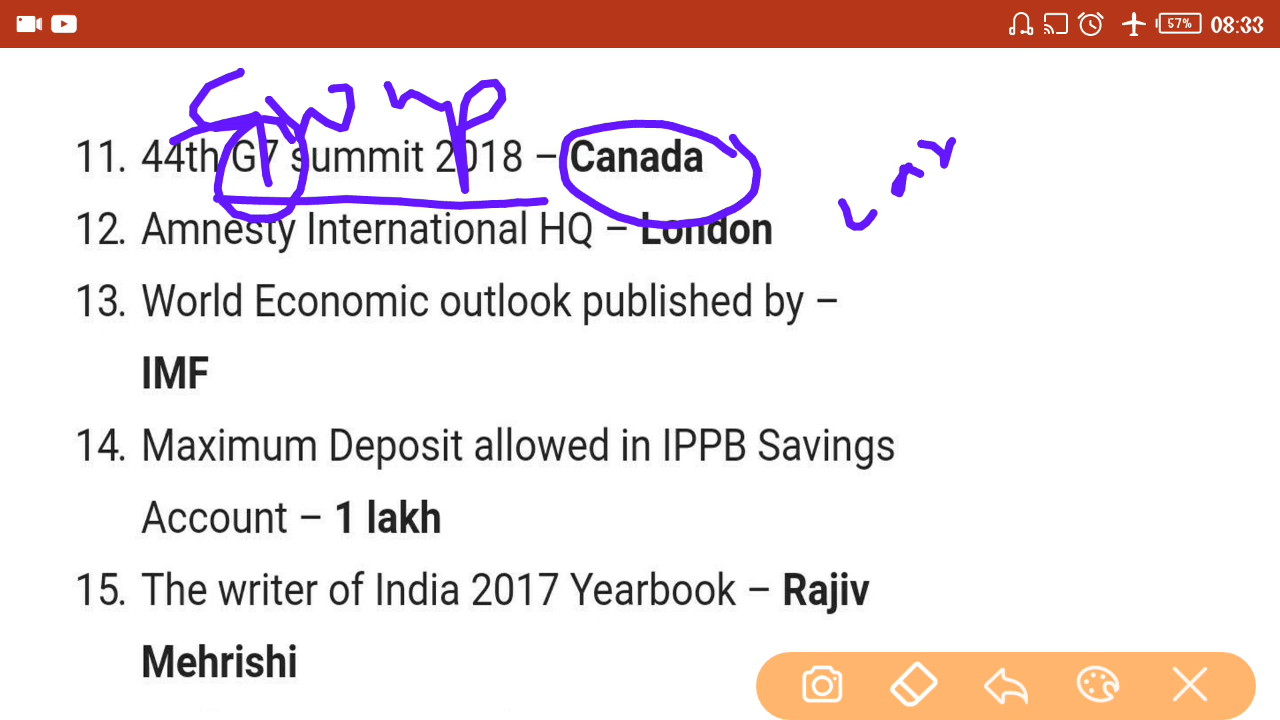 57% 08:33
Group
11. 44th G7 summit 2018 – Canada
12. Amnesty International HQ – London
13. World Economic outlook published by –
IMF
14. Maximum Deposit allowed in IPPB Savings
Account – 1 lakh
15. The writer of India 2017 Yearbook – Rajiv
Mehrishi